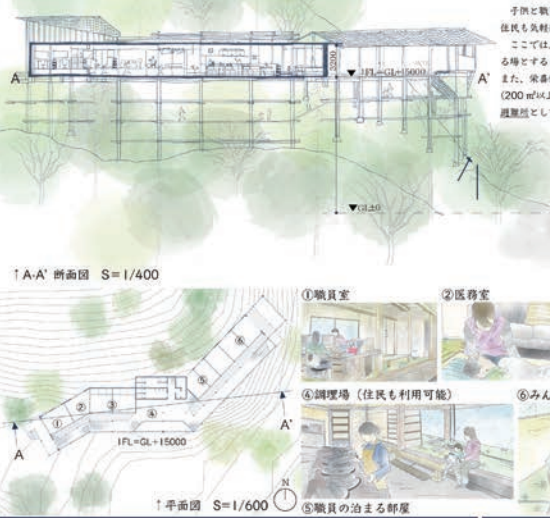 子供と職
住民も気軽
ここでは、
る場とする
また、栄養
(200㎡以上
避難所とし
A
3200
▼1FL=GL+15000
A'
▼GL±0
↑A-A' 断面図 S=1/400
①職員室
②医務室
④調理場（住民も利用可能）
⑥みん
⑤職員の泊まる部屋
①
②
③
④
⑤
⑥
A
A'
1FL=GL+15000
↑平面図 S=1/600
N